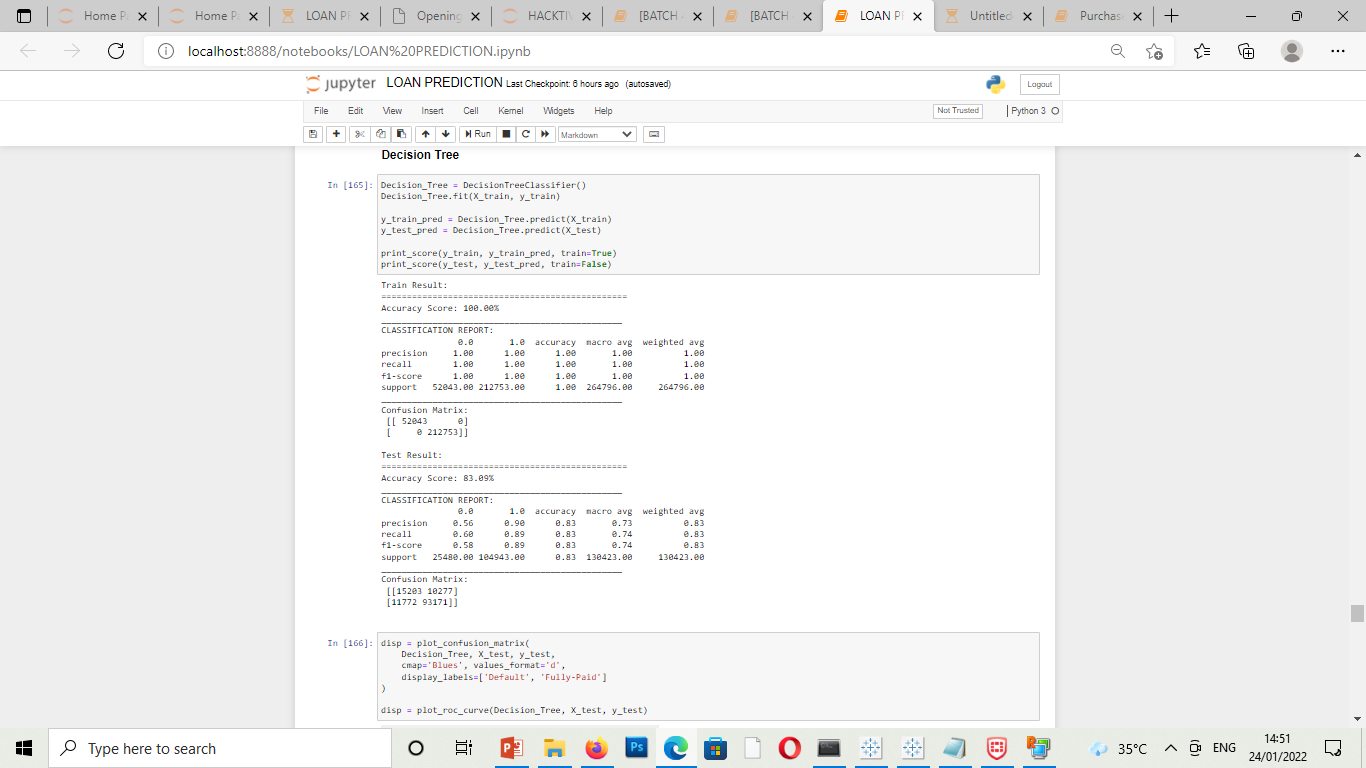 Home P
Home P
LOAN P
Opening
HACKTI
[BATCH
[BATCH
LOAN P
Untitled
Purchas
localhost:8888/notebooks/LOAN%20PREDICTION.ipynb
jupyter LOAN PREDICTION Last Checkpoint: 6 hours ago (autosaved)
Logout
File Edit View Insert Cell Kernel Widgets Help
Not Trusted
Python 3
Run
Markdown
Decision Tree
In [165]: Decision_Tree = DecisionTreeClassifier()
Decision_Tree.fit(X_train, y_train)
y_train_pred = Decision_Tree.predict(X_train)
y_test_pred = Decision_Tree.predict(X_test)
print_score(y_train, y_train_pred, train=True)
print_score(y_test, y_test_pred, train=False)
Train Result:
================================================
Accuracy Score: 100.00%
_______________________________________________
CLASSIFICATION REPORT:
0.0 1.0 accuracy macro avg weighted avg
precision 1.00 1.00 1.00 1.00 1.00
recall 1.00 1.00 1.00 1.00 1.00
f1-score 1.00 1.00 1.00 1.00 1.00
support 52043.00 212753.00 1.00 264796.00 264796.00
_______________________________________________
Confusion Matrix:
[[ 52043 0]
[ 0 212753]]
Test Result:
================================================
Accuracy Score: 83.09%
_______________________________________________
CLASSIFICATION REPORT:
0.0 1.0 accuracy macro avg weighted avg
precision 0.56 0.90 0.83 0.73 0.83
recall 0.60 0.89 0.83 0.74 0.83
f1-score 0.58 0.89 0.83 0.74 0.83
support 25480.00 104943.00 0.83 130423.00 130423.00
_______________________________________________
Confusion Matrix:
[[15203 10277]
[11772 93171]]
In [166]: disp = plot_confusion_matrix(
Decision_Tree, X_test, y_test,
cmap='Blues', values_format='d',
display_labels=['Default', 'Fully-Paid']
)
disp = plot_roc_curve(Decision_Tree, X_test, y_test)
Type here to search
Ps
35°C
ENG
14:51
24/01/2022